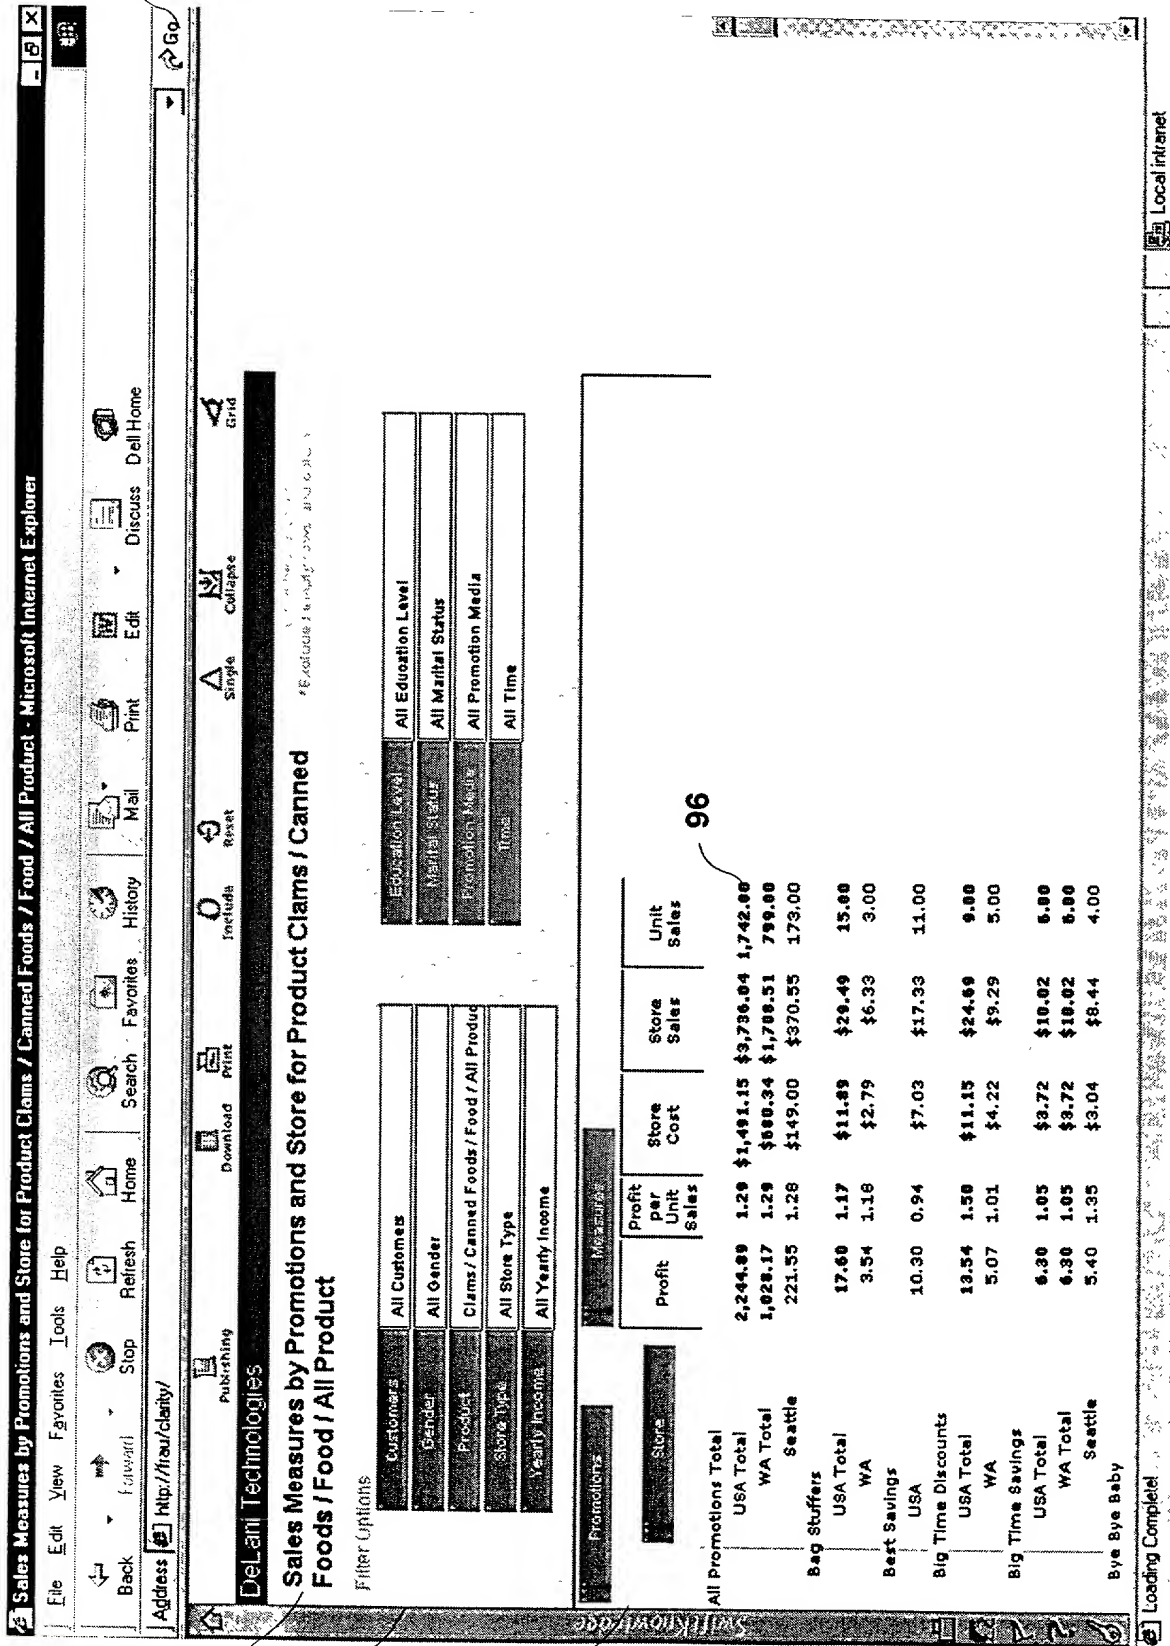 Sales Measures by Promotions and Store for Product Clams / Canned Foods / Food / All Product - Microsoft Internet Explorer
File Edit View Favorites Tools Help
Back Forward Stop Refresh Home Search Favorites History Mail Print Edit Discuss Dell Home
Address http://frau/clarity/ Go
Publishing Download Print Include Reset Single Collapse Grid
DeLani Technologies
Sales Measures by Promotions and Store for Product Clams / Canned
Foods / Food / All Product
Filter Options
Customers All Customers
Gender All Gender
Product Clams / Canned Foods / Food / All Produc
Store Type All Store Type
Yearly Income All Yearly Income
Education Level All Education Level
Marital Status All Marital Status
Promotion Media All Promotion Media
Time All Time
Promotions Measures
Store
Profit Profit per Unit Sales Store Cost Store Sales Unit Sales
96
All Promotions Total
USA Total 2,244.89 1.29 $1,491.15 $3,736.04 1,742.00
WA Total 1,028.17 1.29 $680.34 $1,708.51 799.00
Seattle 221.55 1.28 $149.00 $370.55 173.00
Bag Stuffers
USA Total 17.60 1.17 $11.89 $29.49 15.00
WA 3.54 1.18 $2.79 $6.33 3.00
Best Savings
USA 10.30 0.94 $7.03 $17.33 11.00
Big Time Discounts
USA Total 13.54 1.50 $11.15 $24.69 9.00
WA 5.07 1.01 $4.22 $9.29 5.00
Big Time Savings
USA Total 6.30 1.05 $3.72 $10.02 6.00
WA Total 6.30 1.05 $3.72 $10.02 6.00
Seattle 5.40 1.35 $3.04 $8.44 4.00
Bye Bye Baby
swiftknowledge
Loading Complete! Local intranet